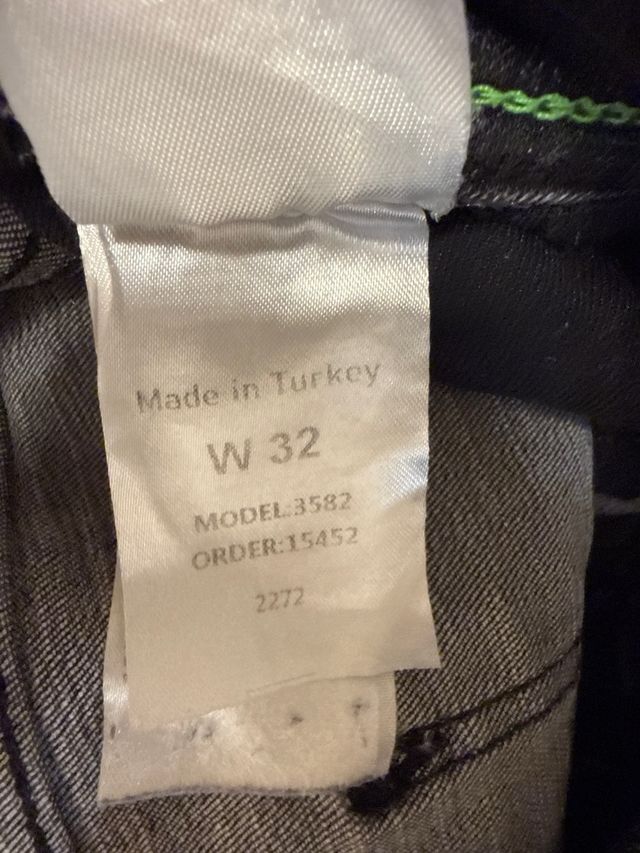 Made in Turkey
W 32
MODEL:3582
ORDER:15452
2272